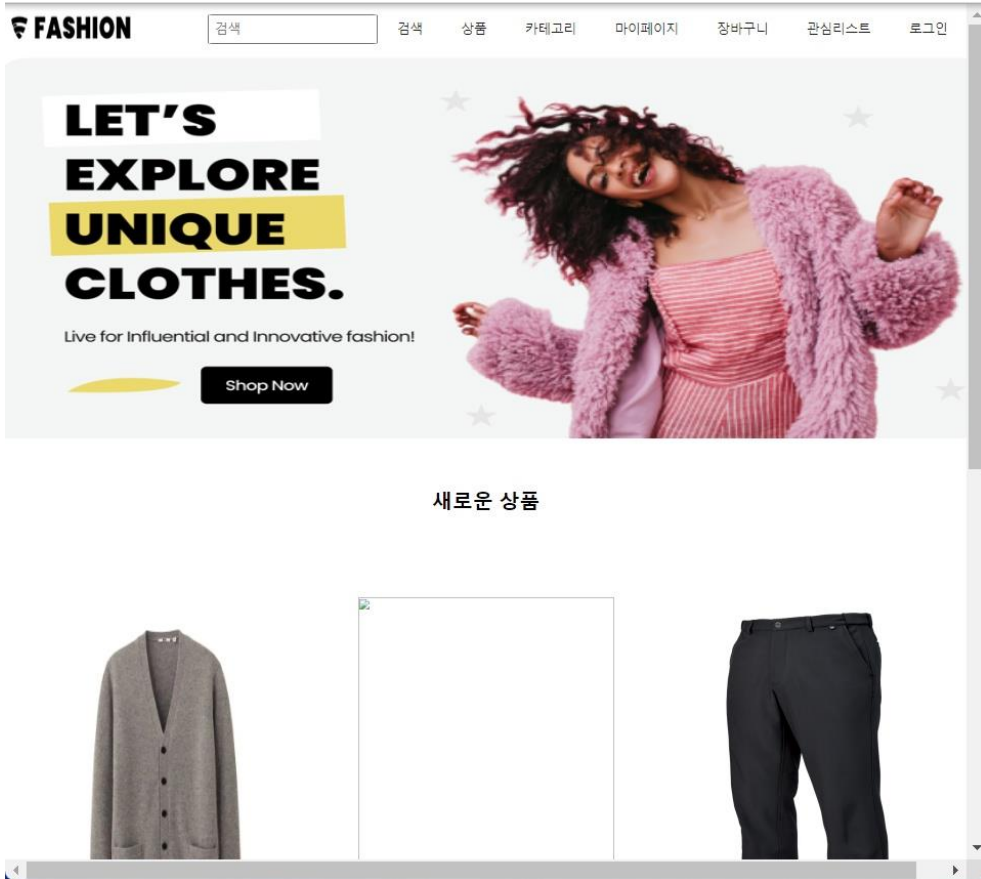 FASHION
검색 검색 상품 카테고리 마이페이지 장바구니 관심리스트 로그인
LET'S
EXPLORE
UNIQUE
CLOTHES.
Live for Influential and Innovative fashion!
Shop Now
새로운 상품